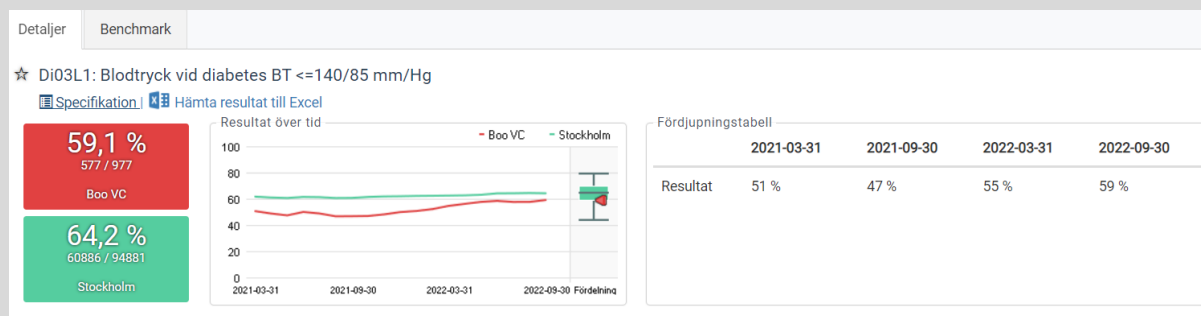 Detaljer Benchmark
Di03L1: Blodtryck vid diabetes BT <=140/85 mm/Hg
Specifikation | Hämta resultat till Excel
59,1 %
577 / 977
Boo VC
64,2 %
60886 / 94881
Stockholm
Resultat över tid
Boo VC Stockholm
100
80
60
40
20
0
2021-03-31 2021-09-30 2022-03-31 2022-09-30 Fördelning
Fördjupningstabell
2021-03-31 2021-09-30 2022-03-31 2022-09-30
Resultat 51 % 47 % 55 % 59 %